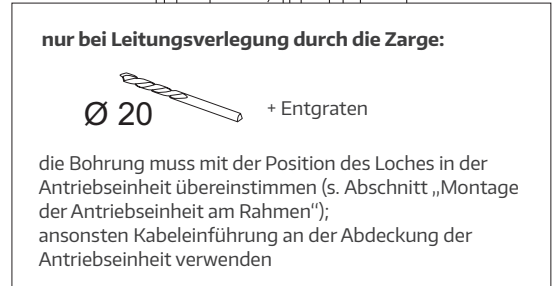 nur bei Leitungsverlegung durch die Zarge:
Ø 20
+ Entgraten
die Bohrung muss mit der Position des Loches in der
Antriebseinheit übereinstimmen (s. Abschnitt „Montage
der Antriebseinheit am Rahmen“);
ansonsten Kabeleinführung an der Abdeckung der
Antriebseinheit verwenden